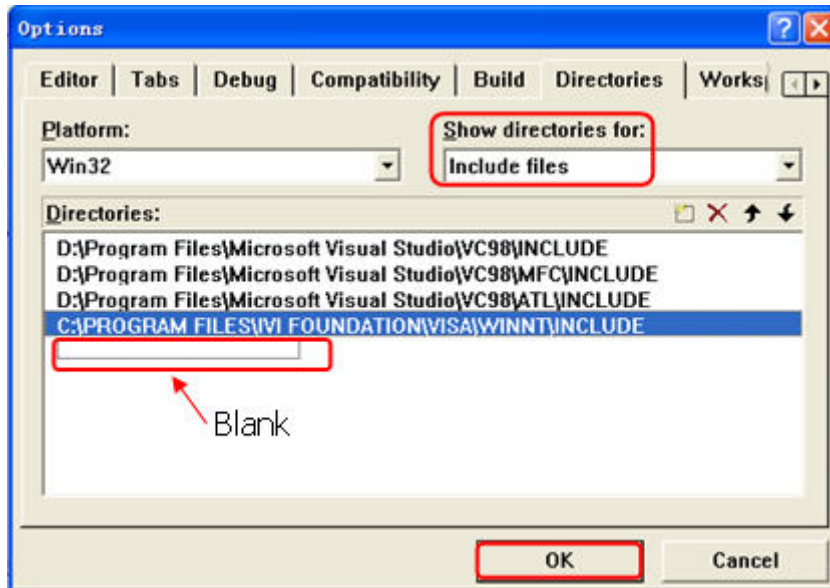 Options
Editor Tabs Debug Compatibility Build Directories Works
Platform: Show directories for:
Win32 Include files
Directories:
D:\Program Files\Microsoft Visual Studio\VC98\INCLUDE
D:\Program Files\Microsoft Visual Studio\VC98\MFC\INCLUDE
D:\Program Files\Microsoft Visual Studio\VC98\ATL\INCLUDE
C:\PROGRAM FILES\IVI FOUNDATION\VISA\WINNT\INCLUDE
Blank
OK Cancel